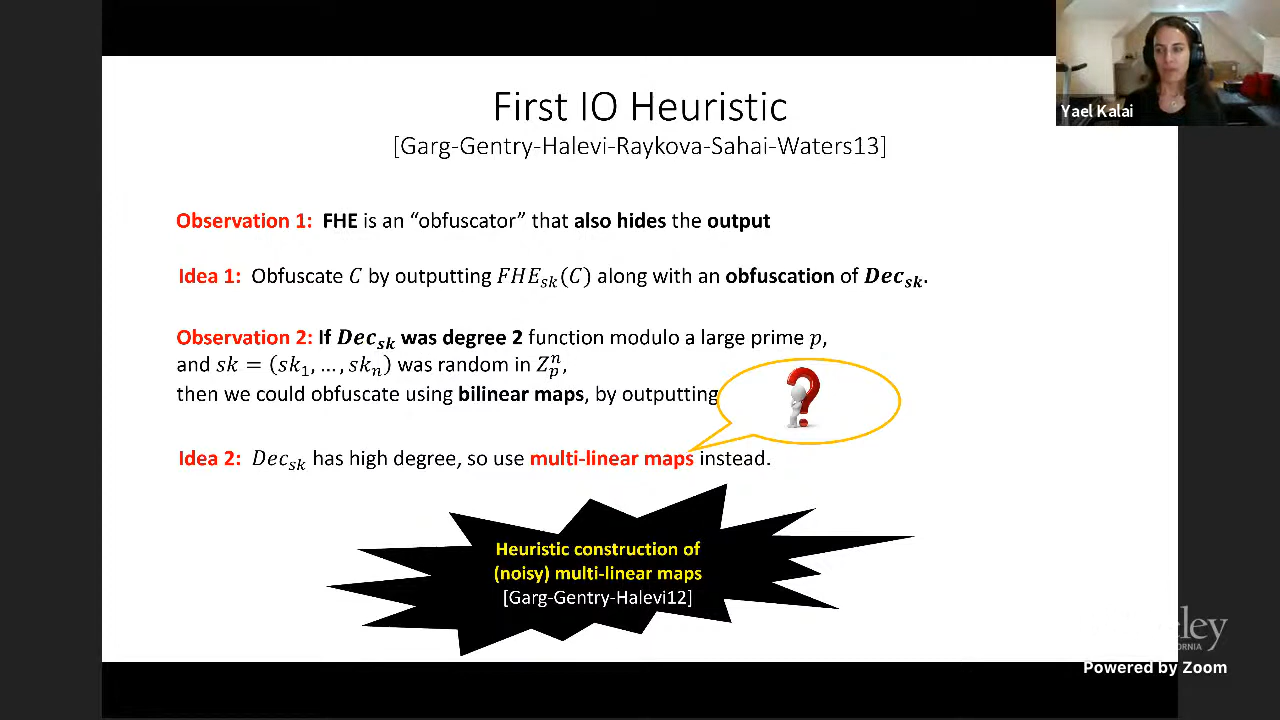 First IO Heuristic
[Garg-Gentry-Halevi-Raykova-Sahai-Waters13]
Yael Kalai
Observation 1: FHE is an “obfuscator” that also hides the output
Idea 1: Obfuscate C by outputting FHE_sk(C) along with an obfuscation of Dec_sk.
Observation 2: If Dec_sk was degree 2 function modulo a large prime p,
and sk = (sk_1, …, sk_n) was random in Z_p^n,
then we could obfuscate using bilinear maps, by outputting
?
Idea 2: Dec_sk has high degree, so use multi-linear maps instead.
Heuristic construction of
(noisy) multi-linear maps
[Garg-Gentry-Halevi12]
Powered by Zoom